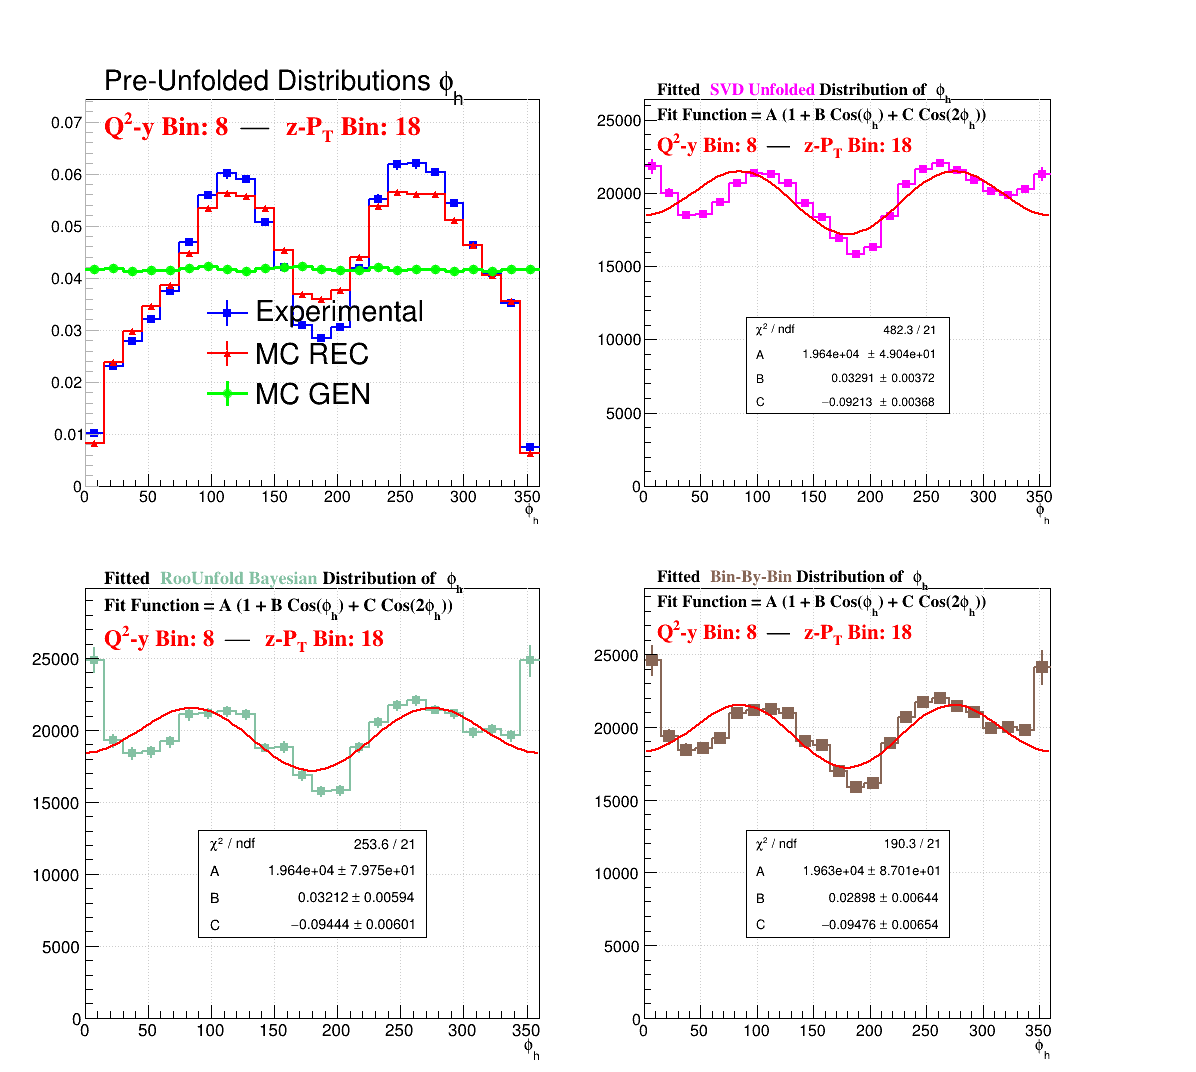 Pre-Unfolded Distributions ϕh
Q²-y Bin: 8 — z-PT Bin: 18
0.07
0.06
0.05
0.04
0.03
0.02
0.01
0
Experimental
MC REC
MC GEN
0 50 100 150 200 250 300 350
ϕh
Fitted SVD Unfolded Distribution of ϕh
Fit Function = A (1 + B Cos(ϕh) + C Cos(2ϕh))
Q²-y Bin: 8 — z-PT Bin: 18
25000
20000
15000
10000
5000
0
χ² / ndf 482.3 / 21
A 1.964e+04 ± 4.904e+01
B 0.03291 ± 0.00372
C −0.09213 ± 0.00368
0 50 100 150 200 250 300 350
ϕh
Fitted RooUnfold Bayesian Distribution of ϕh
Fit Function = A (1 + B Cos(ϕh) + C Cos(2ϕh))
Q²-y Bin: 8 — z-PT Bin: 18
25000
20000
15000
10000
5000
0
χ² / ndf 253.6 / 21
A 1.964e+04 ± 7.975e+01
B 0.03212 ± 0.00594
C −0.09444 ± 0.00601
0 50 100 150 200 250 300 350
ϕh
Fitted Bin-By-Bin Distribution of ϕh
Fit Function = A (1 + B Cos(ϕh) + C Cos(2ϕh))
Q²-y Bin: 8 — z-PT Bin: 18
25000
20000
15000
10000
5000
0
χ² / ndf 190.3 / 21
A 1.963e+04 ± 8.701e+01
B 0.02898 ± 0.00644
C −0.09476 ± 0.00654
0 50 100 150 200 250 300 350
ϕh